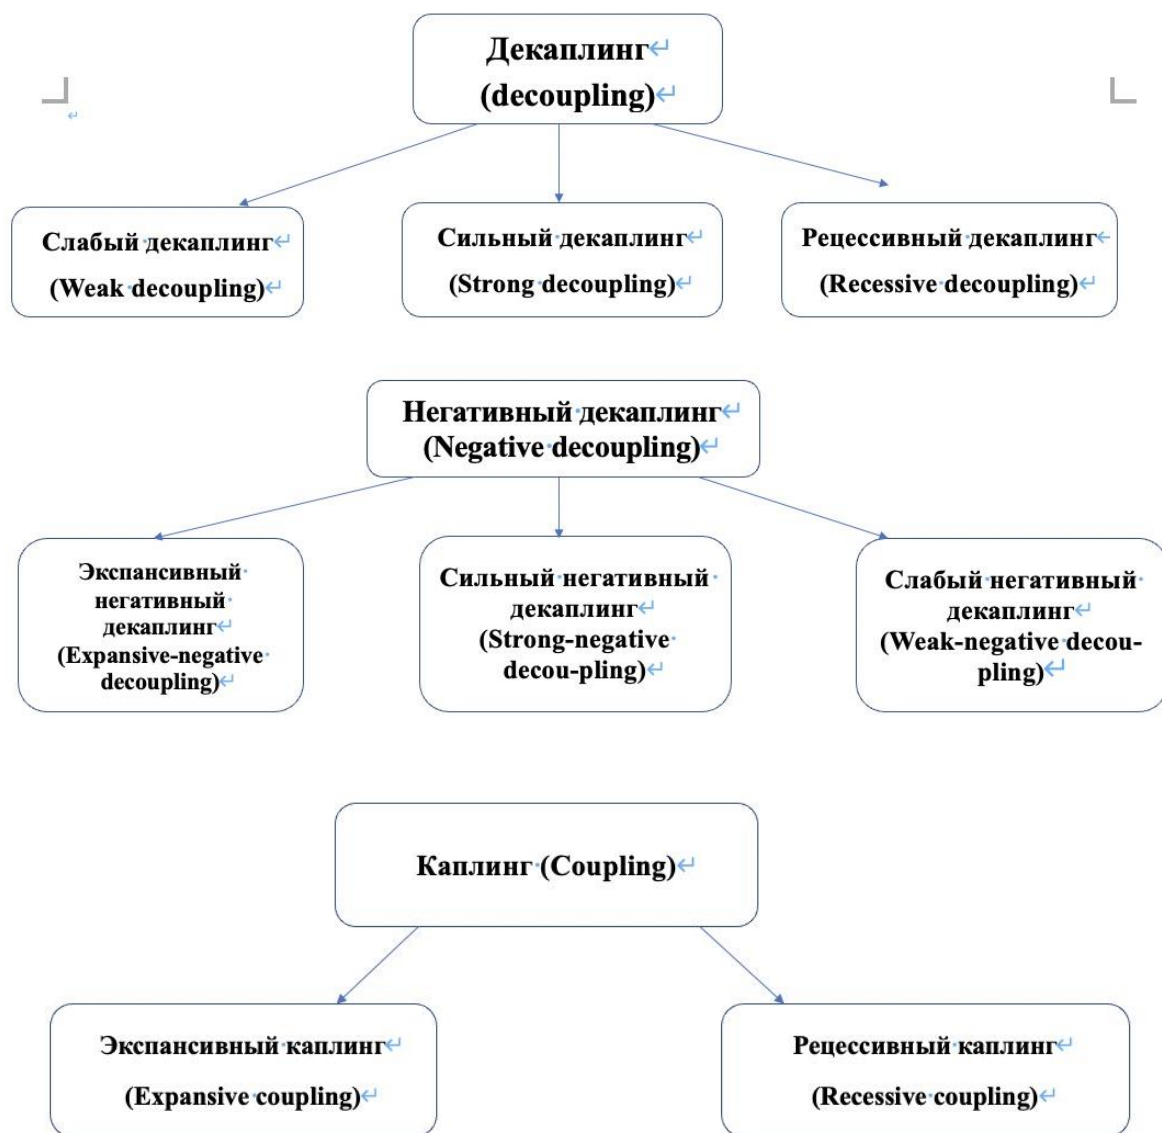 Декаплинг
(decoupling)
Слабый декаплинг
(Weak decoupling)
Сильный декаплинг
(Strong decoupling)
Рецессивный декаплинг
(Recessive decoupling)
Негативный декаплинг
(Negative decoupling)
Экспансивный
негативный
декаплинг
(Expansive-negative
decoupling)
Сильный негативный
декаплинг
(Strong-negative
decou-pling)
Слабый негативный
декаплинг
(Weak-negative decou-
pling)
Каплинг (Coupling)
Экспансивный каплинг
(Expansive coupling)
Рецессивный каплинг
(Recessive coupling)